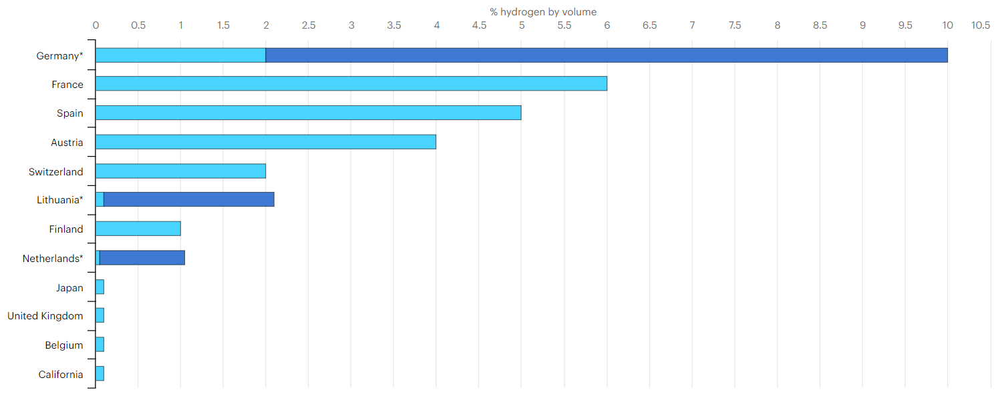 % hydrogen by volume
0 0.5 1 1.5 2 2.5 3 3.5 4 4.5 5 5.5 6 6.5 7 7.5 8 8.5 9 9.5 10 10.5
Germany*
France
Spain
Austria
Switzerland
Lithuania*
Finland
Netherlands*
Japan
United Kingdom
Belgium
California